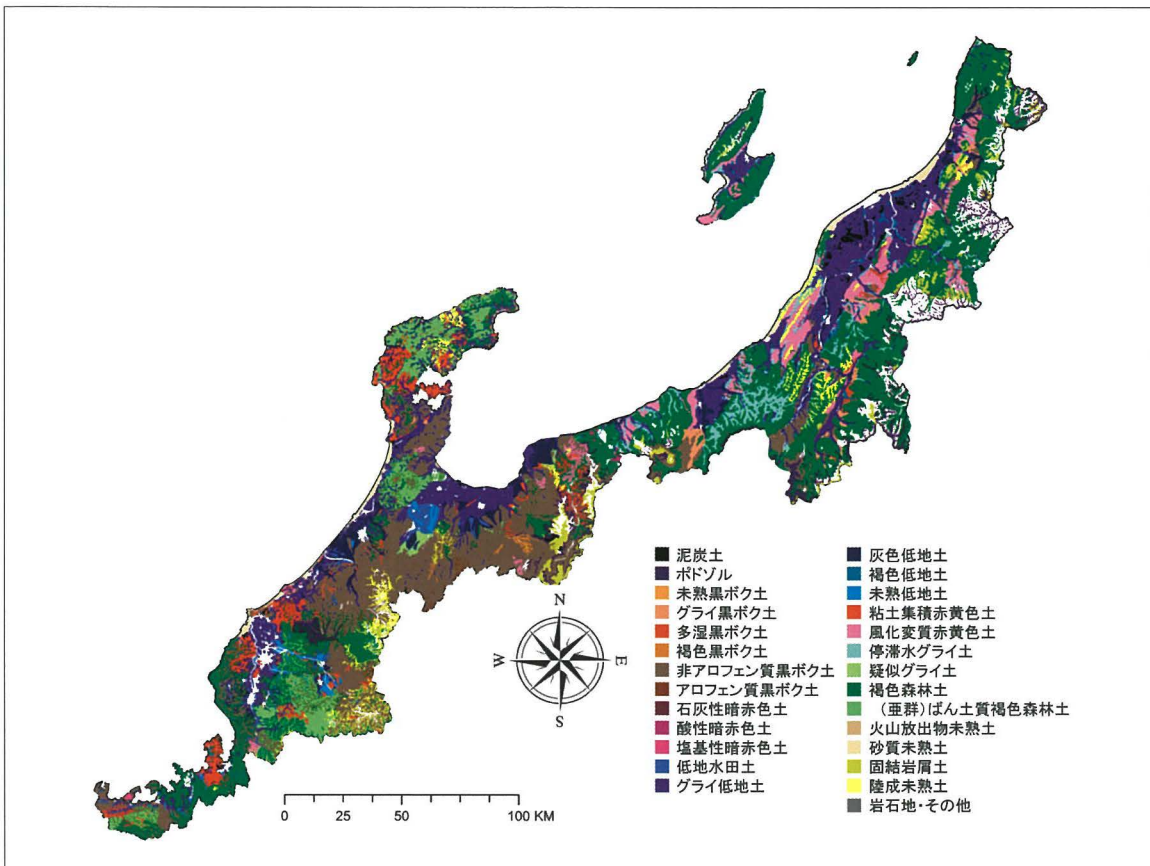 泥炭土
ポドゾル
未熟黒ボク土
グライ黒ボク土
多湿黒ボク土
褐色黒ボク土
非アロフェン質黒ボク土
アロフェン質黒ボク土
石灰性暗赤色土
酸性暗赤色土
塩基性暗赤色土
低地水田土
グライ低地土
灰色低地土
褐色低地土
未熟低地土
粘土集積赤黄色土
風化変質赤黄色土
停滞水グライ土
疑似グライ土
褐色森林土
（亜群）ばん土質褐色森林土
火山放出物未熟土
砂質未熟土
固結岩屑土
陸成未熟土
岩石地・その他
N
W E
S
0 25 50 100 KM